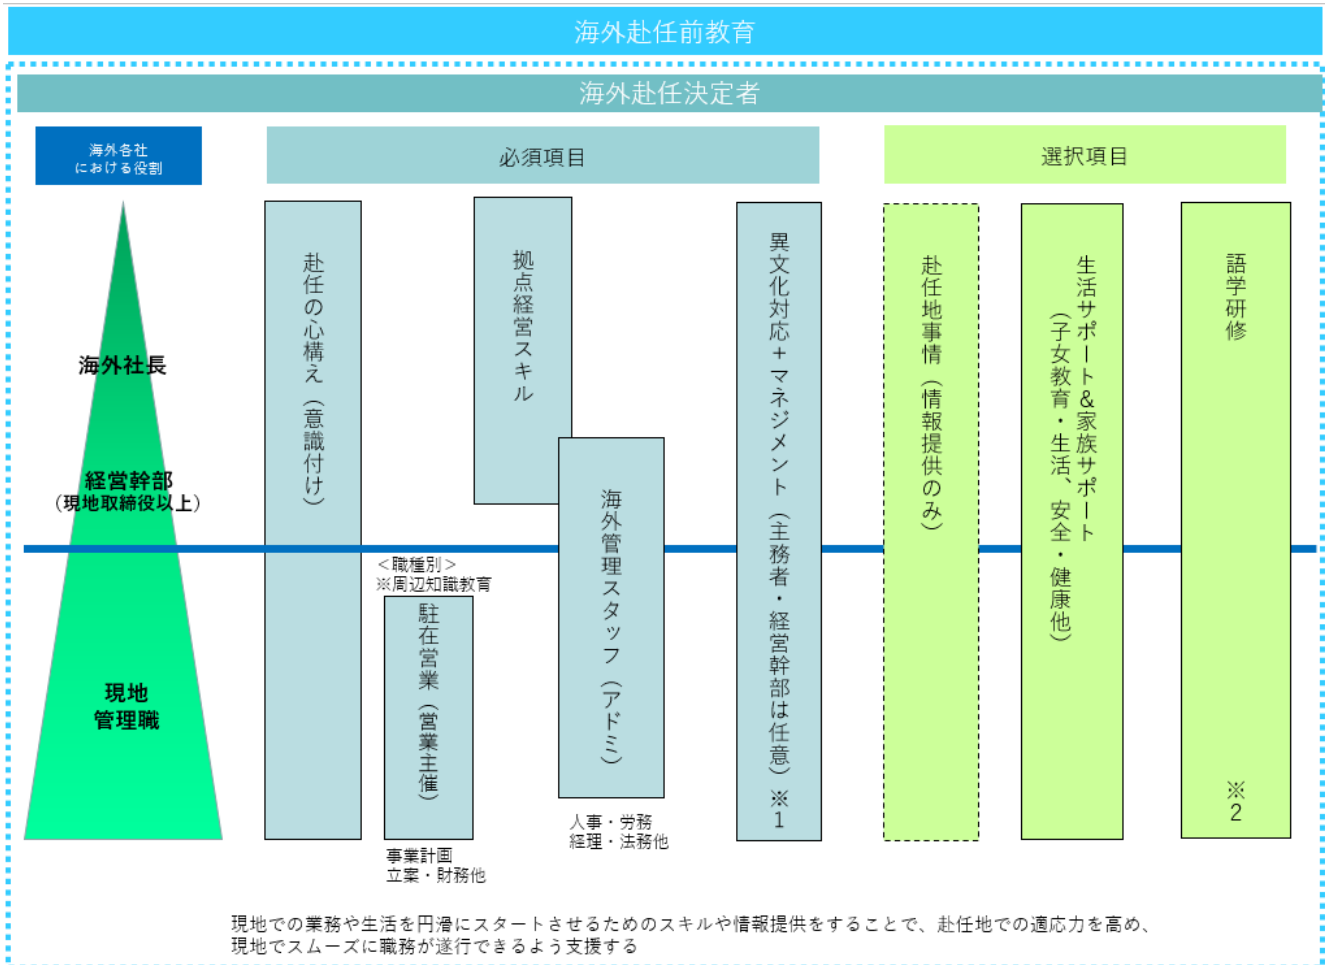 海外赴任前教育
海外赴任決定者
海外各社
における役割
必須項目
選択項目
海外社長
経営幹部
（現地取締役以上）
現地
管理職
赴任の心構え（意識付け）
＜職種別＞
※周辺知識教育
駐在営業（営業主催）
事業計画
立案・財務他
拠点経営スキル
海外管理スタッフ（アドミ）
人事・労務
経理・法務他
異文化対応＋マネジメント（主務者・経営幹部は任意）※1
赴任地事情（情報提供のみ）
生活サポート＆家族サポート
（子女教育・生活、安全・健康他）
語学研修
※2
現地での業務や生活を円滑にスタートさせるためのスキルや情報提供をすることで、赴任地での適応力を高め、
現地でスムーズに職務が遂行できるよう支援する